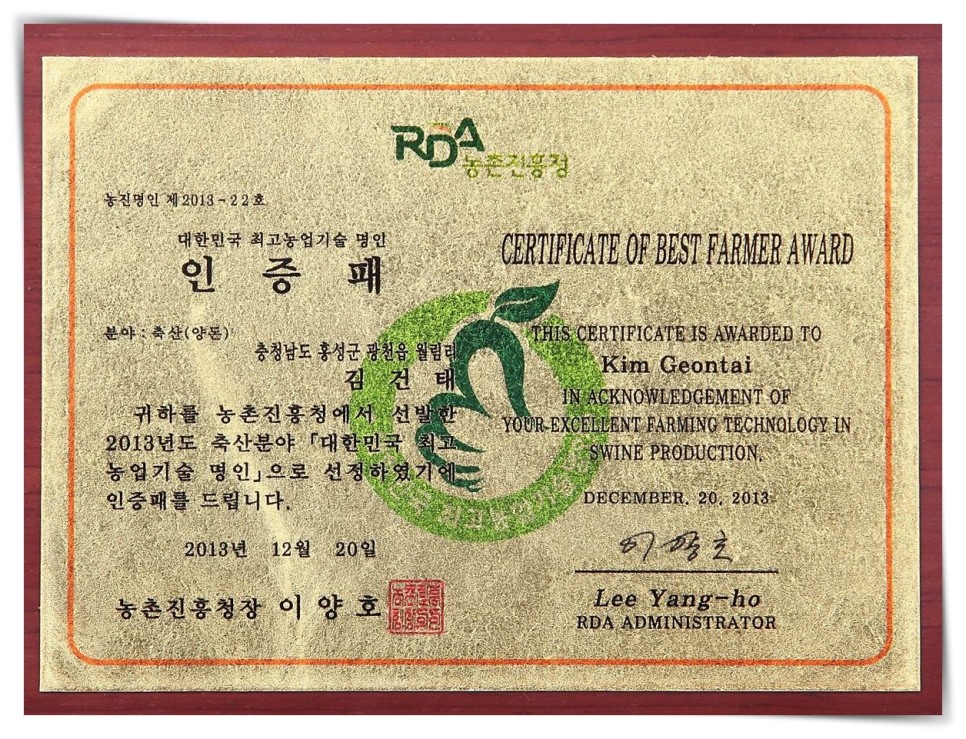 RDA
농촌진흥청
농진명인 제2013-22호
대한민국 최고농업기술 명인
인 증 패
분야 : 축산(양돈)
충청남도 홍성군 광천읍 월림리
김 건 태
귀하를 농촌진흥청에서 선발한
2013년도 축산분야 「대한민국 최고
농업기술 명인」으로 선정하였기에
인증패를 드립니다.
2013년 12월 20일
농촌진흥청장 이 양 호
CERTIFICATE OF BEST FARMER AWARD
THIS CERTIFICATE IS AWARDED TO
Kim Geontai
IN ACKNOWLEDGEMENT OF
YOUR EXCELLENT FARMING TECHNOLOGY IN
SWINE PRODUCTION.
DECEMBER. 20, 2013
이양호
Lee Yang-ho
RDA ADMINISTRATOR